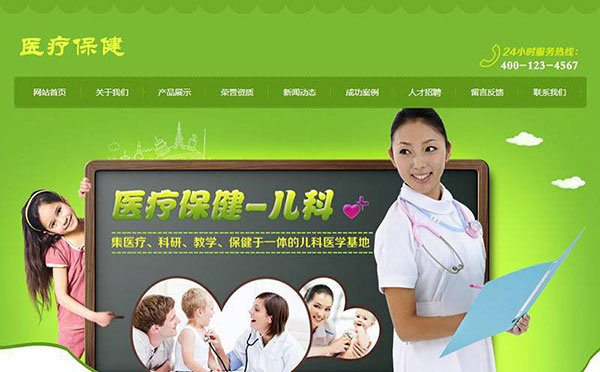 医疗保健
24小时服务热线:
400-123-4567
网站首页 关于我们 产品展示 荣誉资质 新闻动态 成功案例 人才招聘 留言反馈 联系我们
医疗保健-儿科
集医疗、科研、教学、保健于一体的儿科医学基地